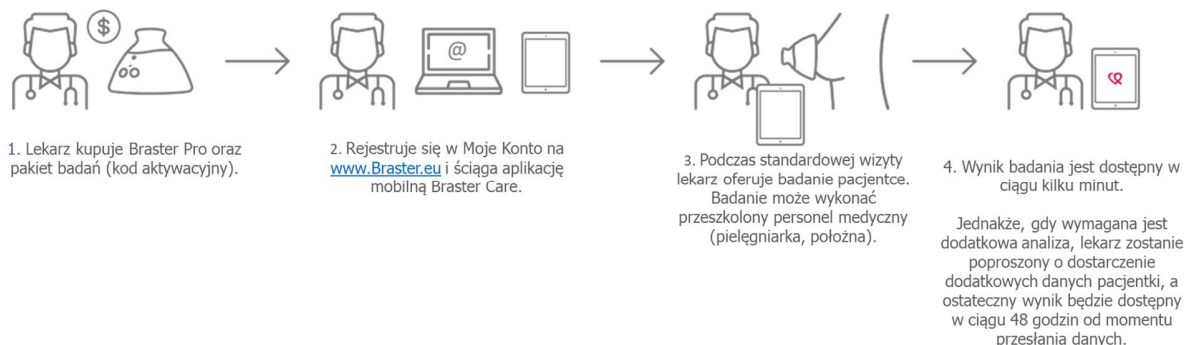 $
@
1. Lekarz kupuje Braster Pro oraz
pakiet badań (kod aktywacyjny).
2. Rejestruje się w Moje Konto na
www.Braster.eu i ściąga aplikację
mobilną Braster Care.
3. Podczas standardowej wizyty
lekarz oferuje badanie pacjentce.
Badanie może wykonać
przeszkolony personel medyczny
(pielęgniarka, położna).
4. Wynik badania jest dostępny w
ciągu kilku minut.
Jednakże, gdy wymagana jest
dodatkowa analiza, lekarz zostanie
poproszony o dostarczenie
dodatkowych danych pacjentki, a
ostateczny wynik będzie dostępny
w ciągu 48 godzin od momentu
przesłania danych.